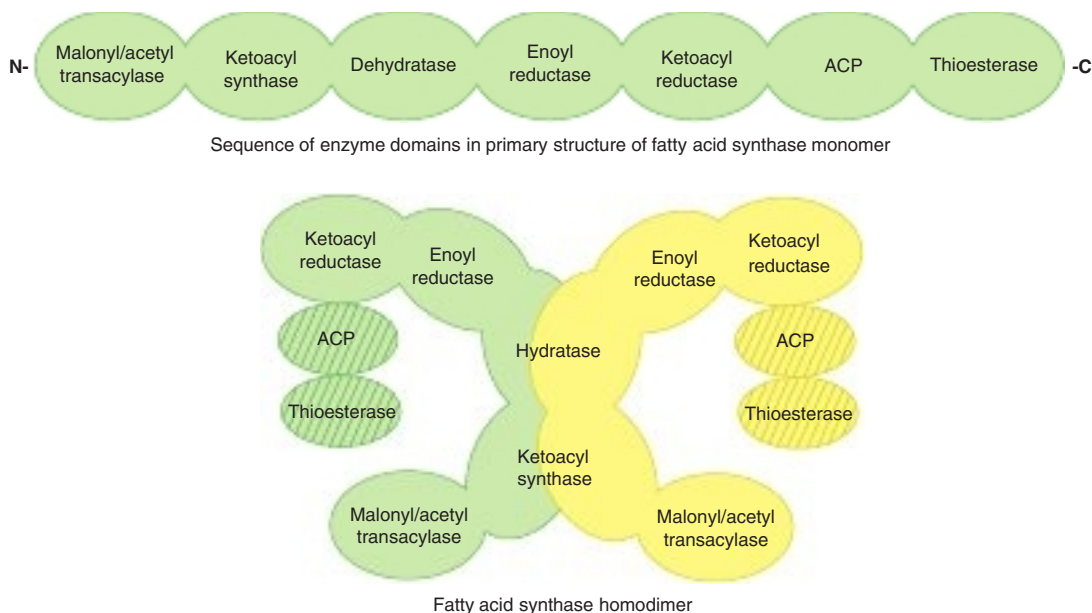 N-
Malonyl/acetyl
transacylase
Ketoacyl
synthase
Dehydratase
Enoyl
reductase
Ketoacyl
reductase
ACP
Thioesterase
-C
Sequence of enzyme domains in primary structure of fatty acid synthase monomer
Ketoacyl
reductase
Enoyl
reductase
Enoyl
reductase
Ketoacyl
reductase
ACP
Hydratase
ACP
Thioesterase
Thioesterase
Ketoacyl
synthase
Malonyl/acetyl
transacylase
Malonyl/acetyl
transacylase
Fatty acid synthase homodimer